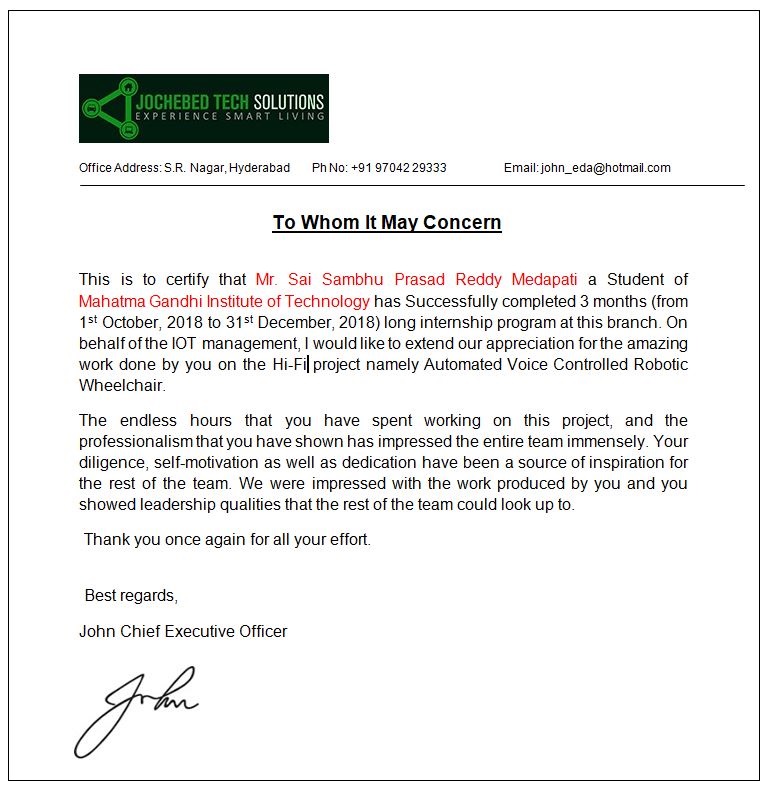 JOCHEBED TECH SOLUTIONS
EXPERIENCE SMART LIVING
Office Address: S.R. Nagar, Hyderabad Ph No: +91 97042 29333 Email: john_eda@hotmail.com
To Whom It May Concern
This is to certify that Mr. Sai Sambhu Prasad Reddy Medapati a Student of
Mahatma Gandhi Institute of Technology has Successfully completed 3 months (from
1st October, 2018 to 31st December, 2018) long internship program at this branch. On
behalf of the IOT management, I would like to extend our appreciation for the amazing
work done by you on the Hi-Fi project namely Automated Voice Controlled Robotic
Wheelchair.
The endless hours that you have spent working on this project, and the
professionalism that you have shown has impressed the entire team immensely. Your
diligence, self-motivation as well as dedication have been a source of inspiration for
the rest of the team. We were impressed with the work produced by you and you
showed leadership qualities that the rest of the team could look up to.
Thank you once again for all your effort.
Best regards,
John Chief Executive Officer
John